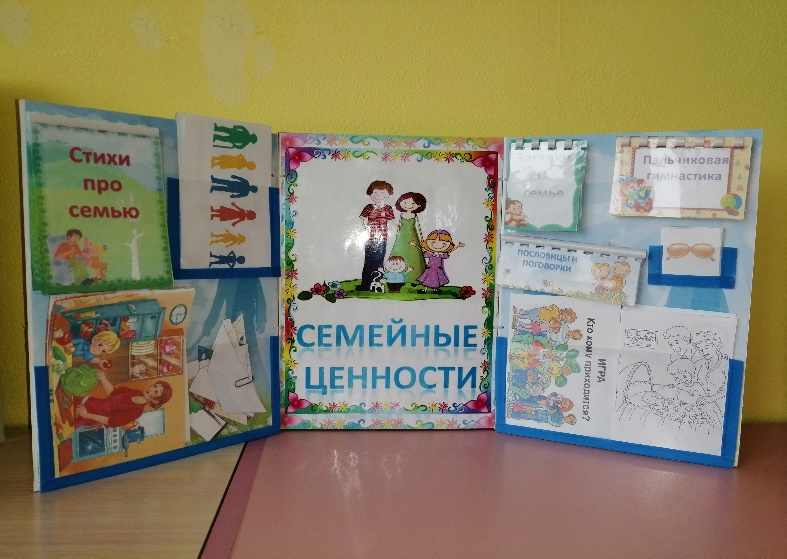 Стихи
про
семью
СЕМЕЙНЫЕ
ЦЕННОСТИ
семье
Пальчиковая
гимнастика
ПОСЛОВИЦЫ И
ПОГОВОРКИ
ИГРА
Кто кому приходится?